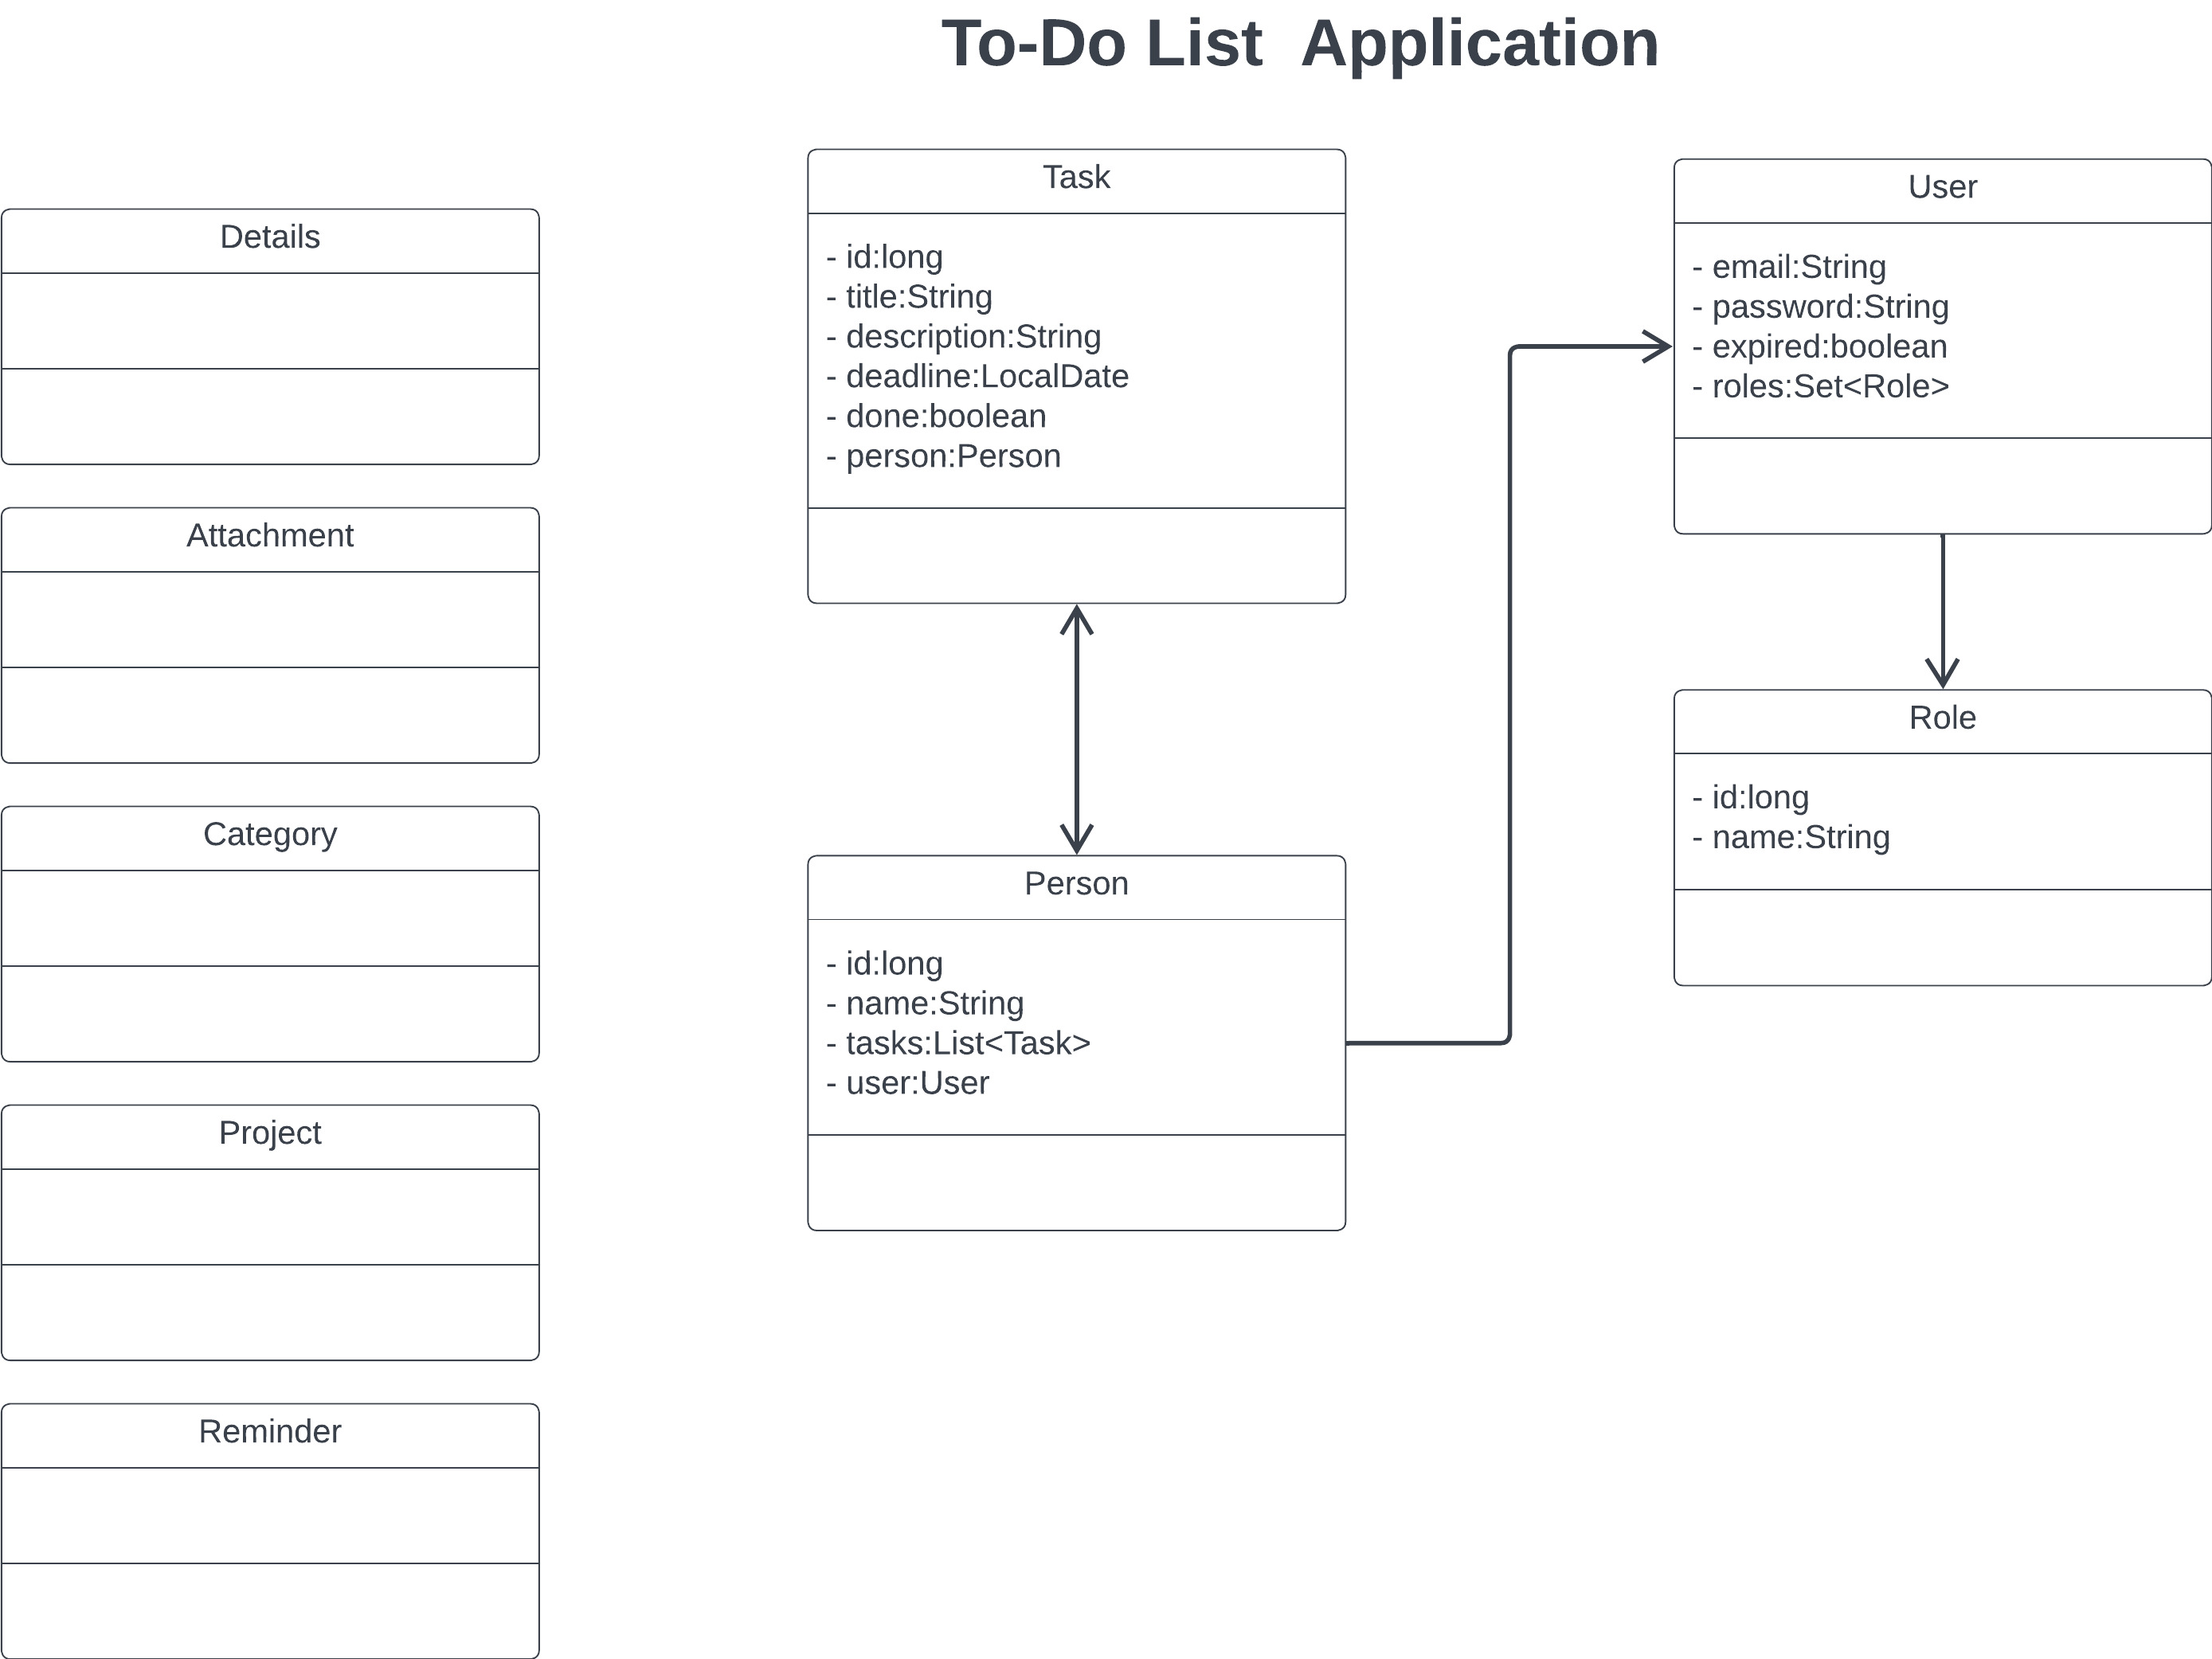 To-Do List  Application
Details
Attachment
Category
Project
Reminder
Task
- id:long
- title:String
- description:String
- deadline:LocalDate
- done:boolean
- person:Person
Person
- id:long
- name:String
- tasks:List<Task>
- user:User
User
- email:String
- password:String
- expired:boolean
- roles:Set<Role>
Role
- id:long
- name:String